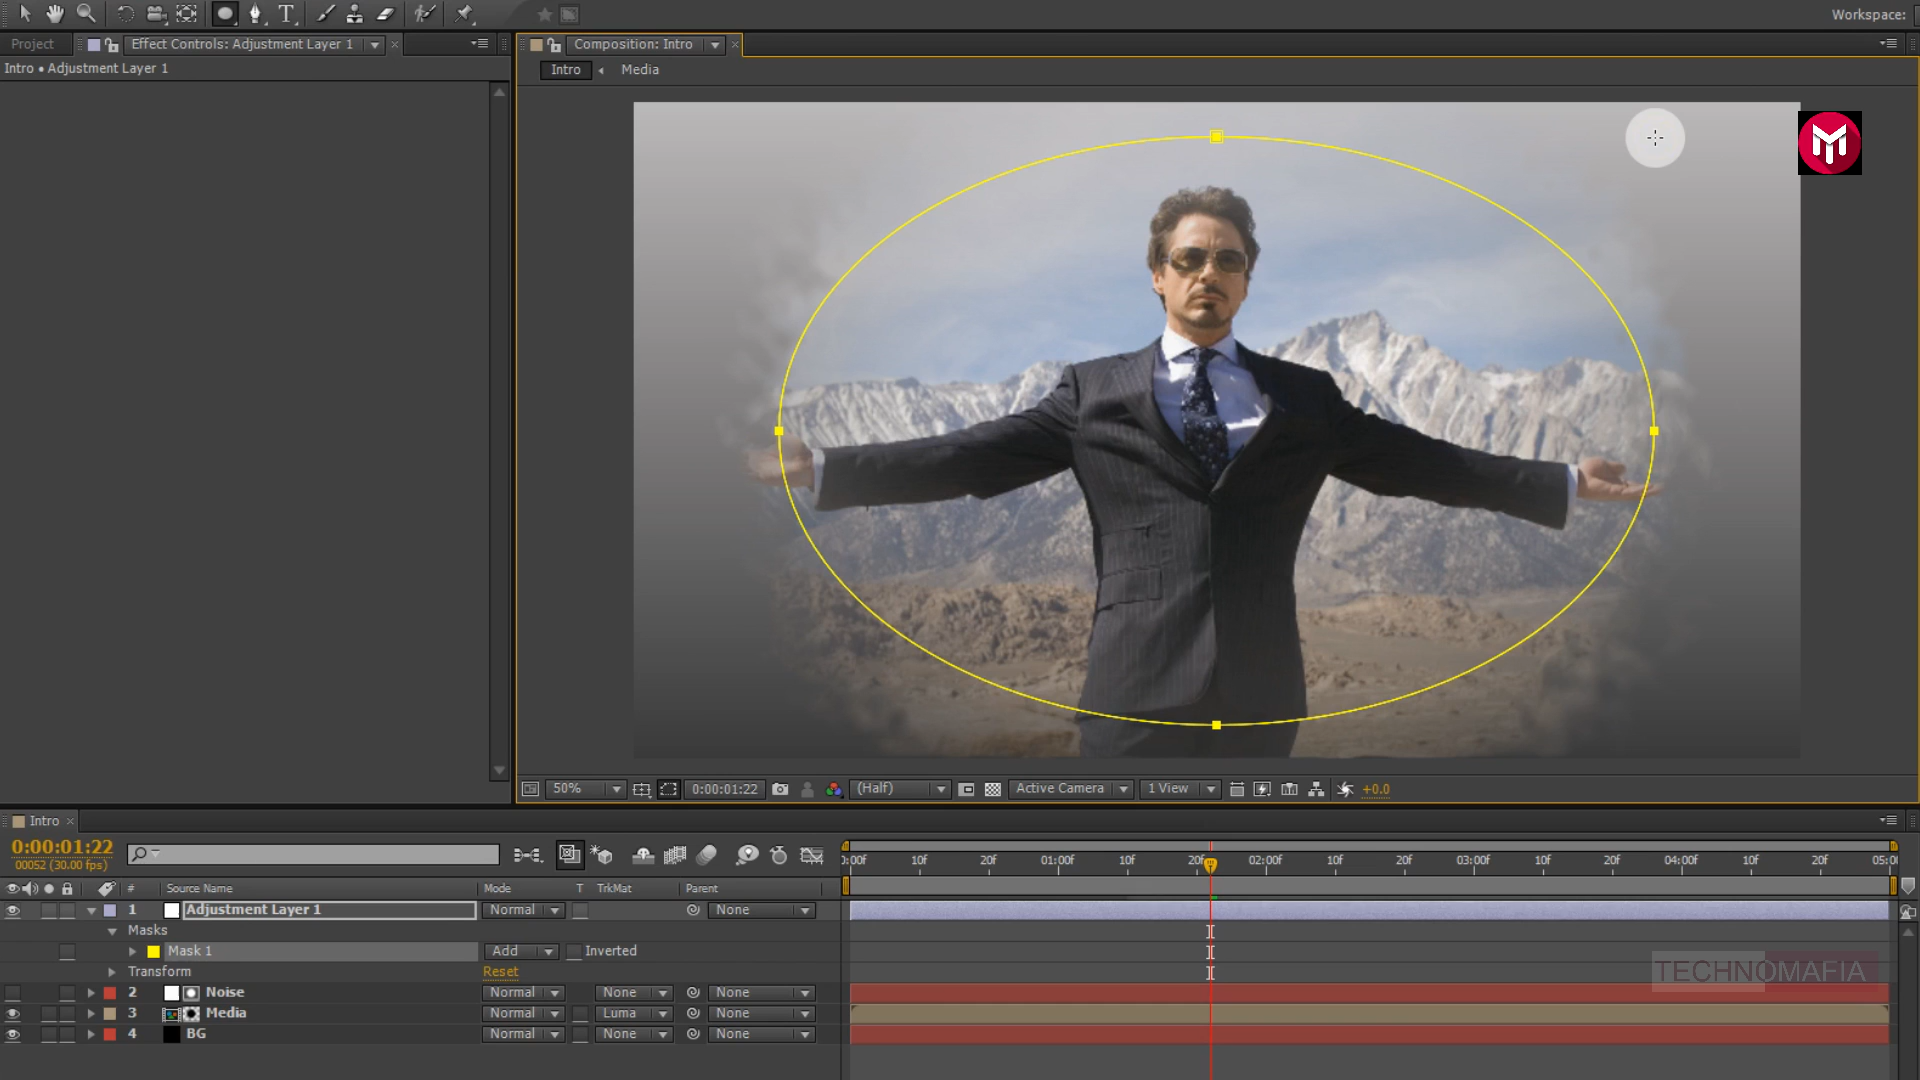 Workspace:
Project
Effect Controls: Adjustment Layer 1
Composition: Intro
Intro • Adjustment Layer 1
Intro
Media
50%
0:00:01:22
(Half)
Active Camera
1 View
+0.0
Intro
0:00:01:22
00052 (30.00 fps)
0:00f 10f 20f 01:00f 10f 20f 02:00f 10f 20f 03:00f 10f 20f 04:00f 10f 20f 05:00
# Source Name Mode T TrkMat Parent
1 Adjustment Layer 1 Normal None
Masks
Mask 1 Add Inverted
Transform Reset
2 Noise Normal None None
3 Media Normal Luma None
4 BG Normal None None
TECHNOMAFIA